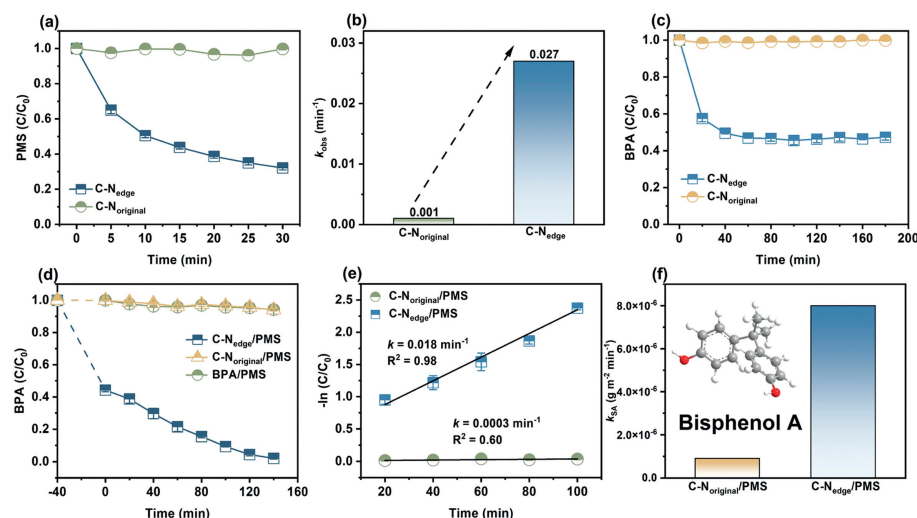 (a)
1.0
0.8
0.6
0.4
0.2
0.0
PMS (C/C0)
C-Nedge
C-Noriginal
0 5 10 15 20 25 30
Time (min)
(b)
0.03
0.02
0.01
0.00
kobs (min-1)
0.001
0.027
C-Noriginal
C-Nedge
(c)
1.0
0.8
0.6
0.4
0.2
0.0
BPA (C/C0)
C-Nedge
C-Noriginal
0 40 80 120 160 200
Time (min)
(d)
1.0
0.8
0.6
0.4
0.2
0.0
BPA (C/C0)
C-Nedge/PMS
C-Noriginal/PMS
BPA/PMS
-40 0 40 80 120 160
Time (min)
(e)
2.5
2.0
1.5
1.0
0.5
0.0
-ln (C/C0)
C-Noriginal/PMS
C-Nedge/PMS
k = 0.018 min-1
R2 = 0.98
k = 0.0003 min-1
R2 = 0.60
20 40 60 80 100
Time (min)
(f)
8.0×10-6
6.0×10-6
4.0×10-6
2.0×10-6
0.0
kSA (g m-2 min-1)
Bisphenol A
C-Noriginal/PMS
C-Nedge/PMS